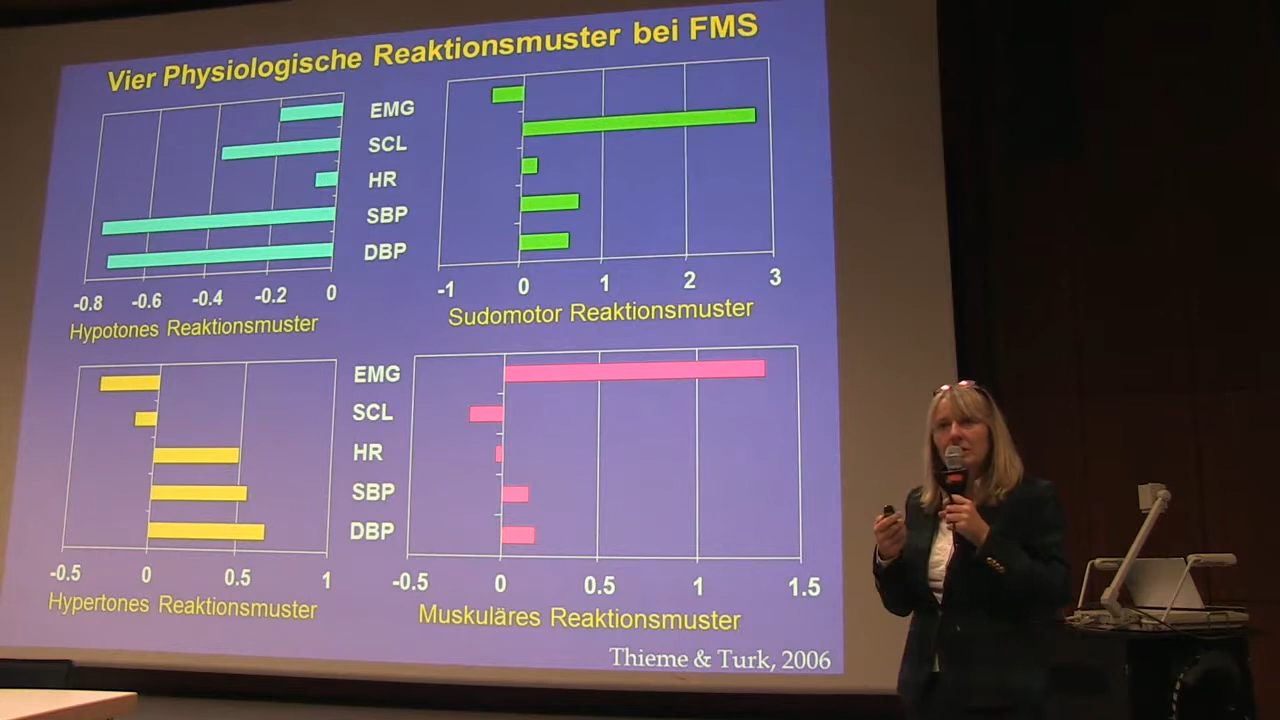 Vier Physiologische Reaktionsmuster bei FMS
EMG
SCL
HR
SBP
DBP
-0.8 -0.6 -0.4 -0.2 0
Hypotones Reaktionsmuster
-1 0 1 2 3
Sudomotor Reaktionsmuster
EMG
SCL
HR
SBP
DBP
-0.5 0 0.5 1
Hypertones Reaktionsmuster
-0.5 0 0.5 1 1.5
Muskuläres Reaktionsmuster
Thieme & Turk, 2006